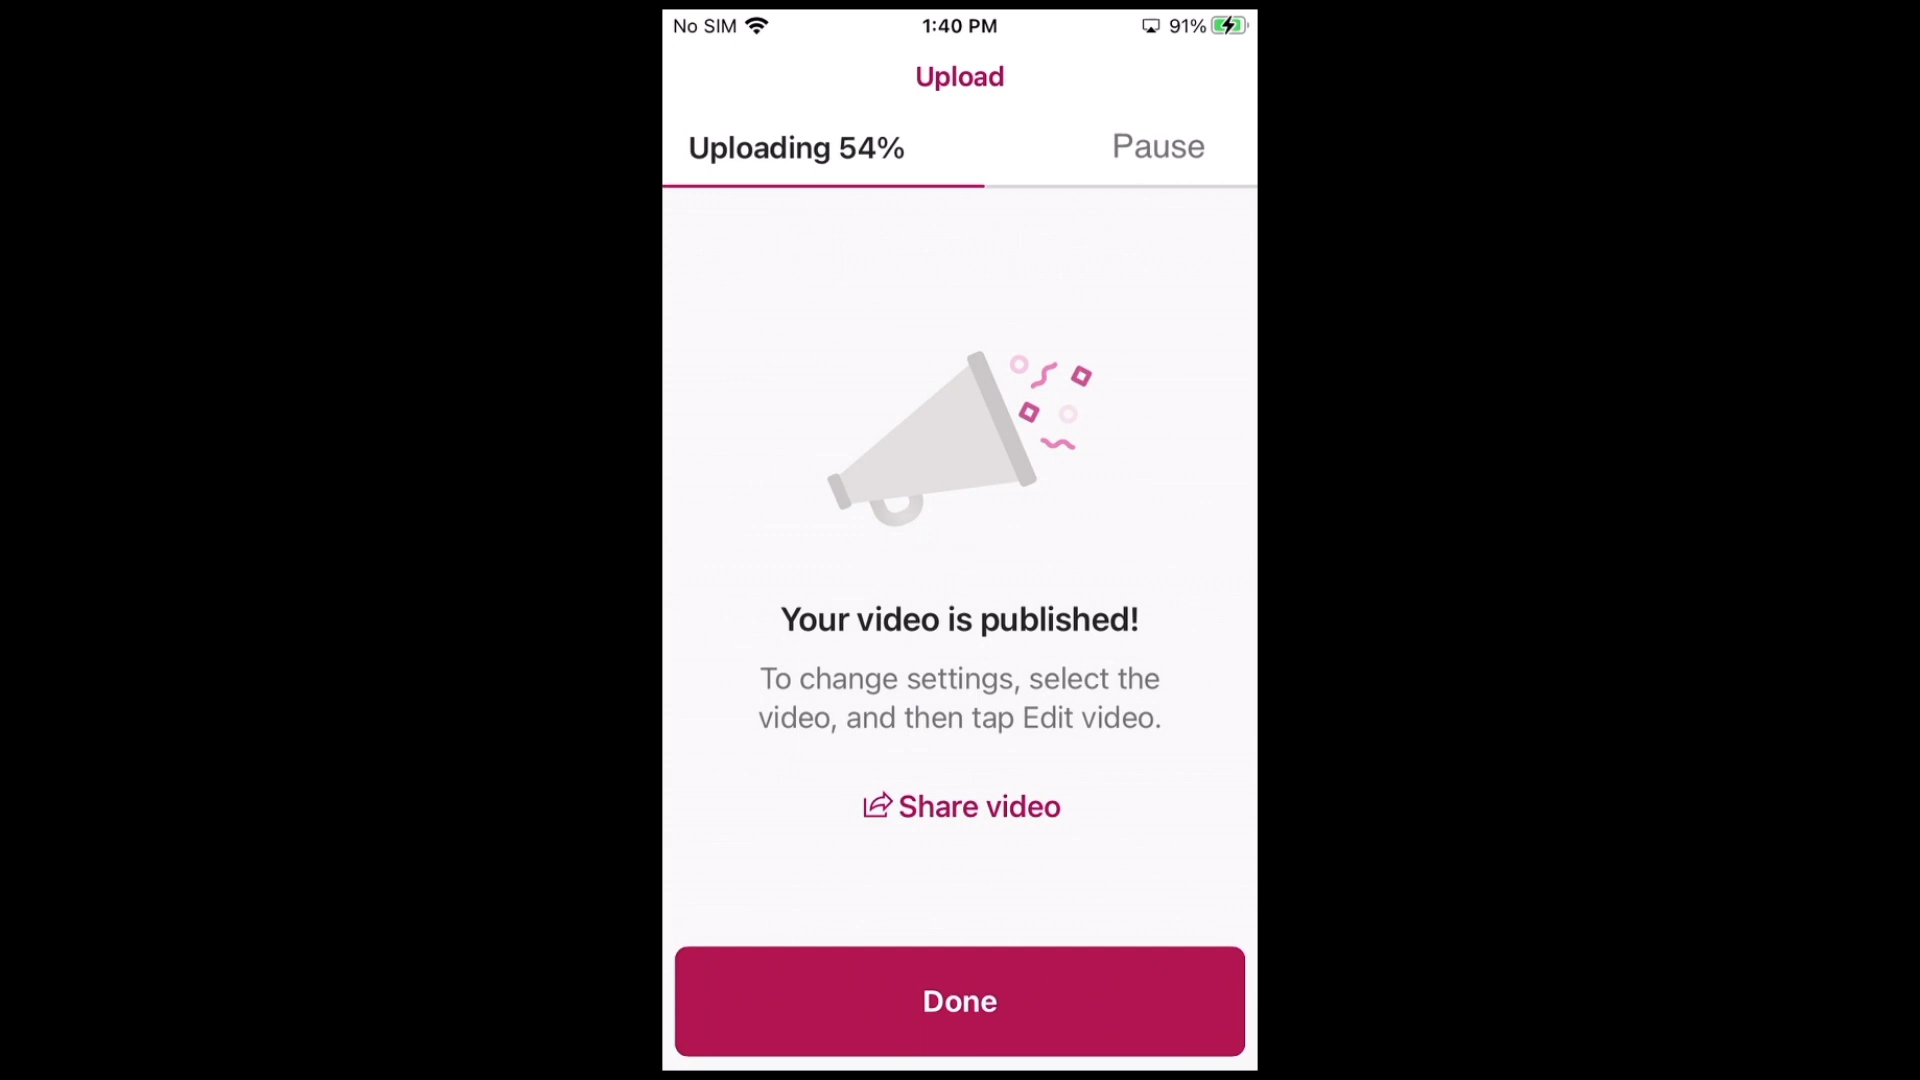 No SIM 1:40 PM 91%
Upload
Uploading 54% Pause
Your video is published!
To change settings, select the
video, and then tap Edit video.
Share video
Done